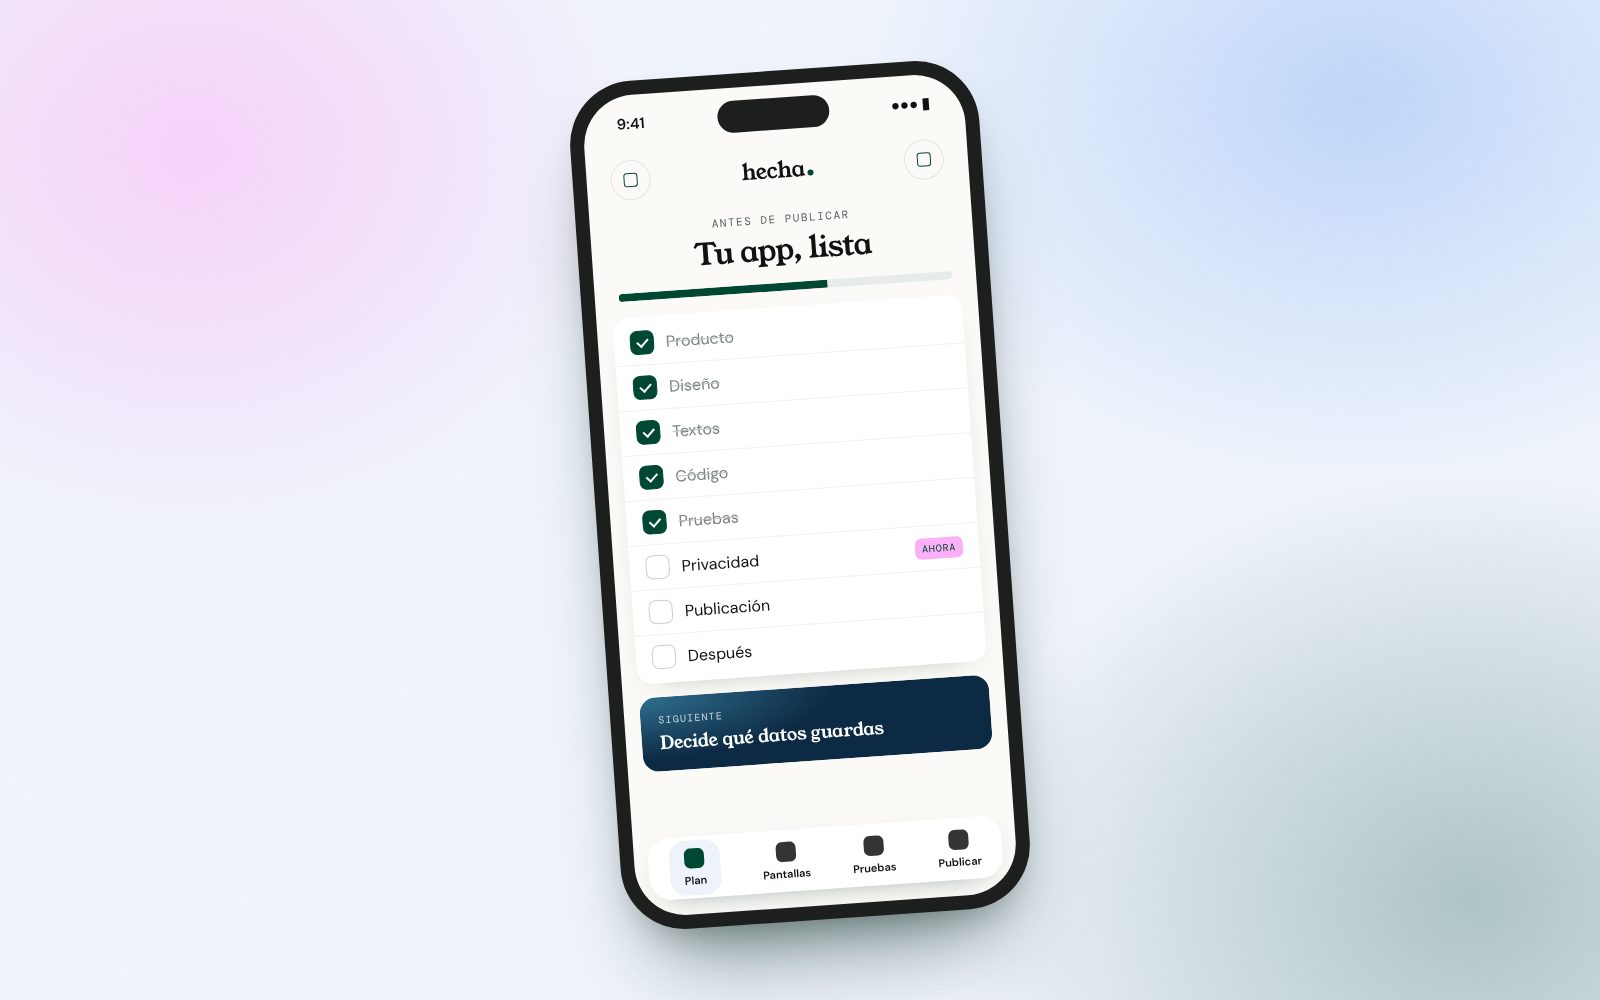 9:41
hecha.
ANTES DE PUBLICAR
Tu app, lista
Producto
Diseño
Textos
Código
Pruebas
Privacidad AHORA
Publicación
Después
SIGUIENTE
Decide qué datos guardas
Plan Pantallas Pruebas Publicar